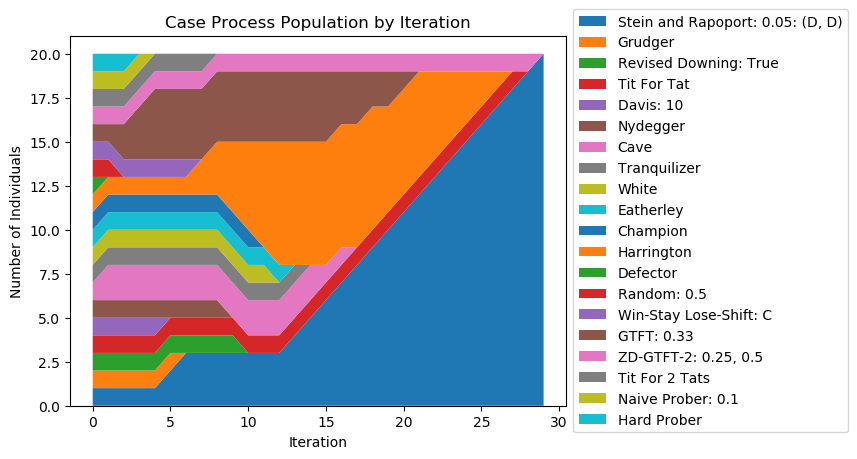 Case Process Population by Iteration
Number of Individuals
20.0
17.5
15.0
12.5
10.0
7.5
5.0
2.5
0.0
0 5 10 15 20 25 30
Iteration
Stein and Rapoport: 0.05: (D, D)
Grudger
Revised Downing: True
Tit For Tat
Davis: 10
Nydegger
Cave
Tranquilizer
White
Eatherley
Champion
Harrington
Defector
Random: 0.5
Win-Stay Lose-Shift: C
GTFT: 0.33
ZD-GTFT-2: 0.25, 0.5
Tit For 2 Tats
Naive Prober: 0.1
Hard Prober